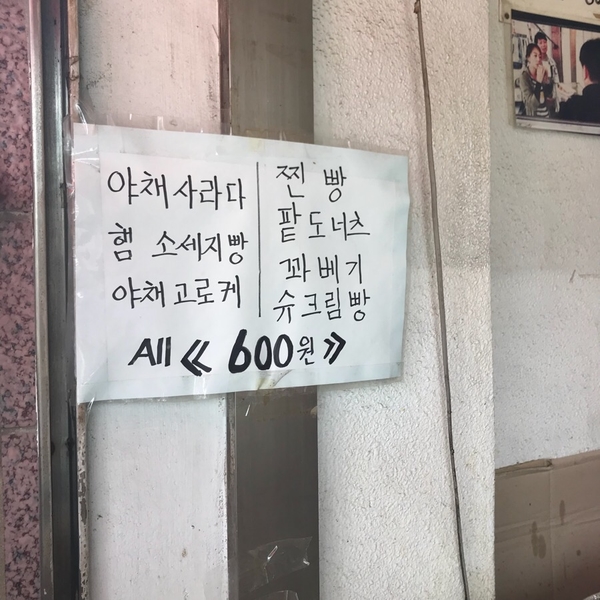 야채사라다
햄 소세지빵
야채고로케
찐빵
팥도너츠
꽈베기
슈크림빵
All 《 600원 》